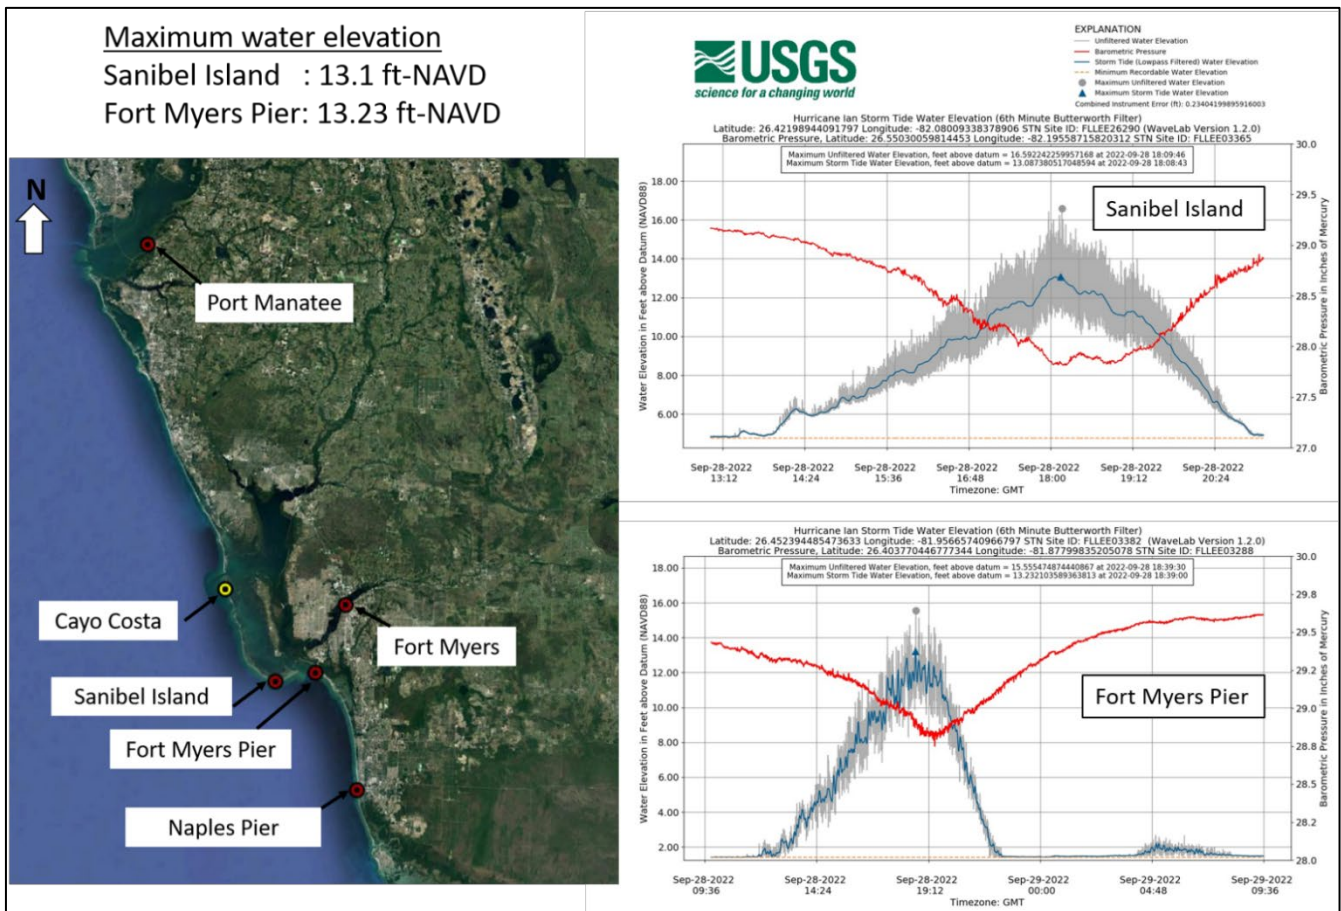 Maximum water elevation
Sanibel Island : 13.1 ft-NAVD
Fort Myers Pier: 13.23 ft-NAVD
N
Port Manatee
Cayo Costa
Fort Myers
Sanibel Island
Fort Myers Pier
Naples Pier
USGS
science for a changing world
EXPLANATION
Unfiltered Water Elevation
Barometric Pressure
Storm Tide (Lowpass Filtered) Water Elevation
Minimum Recordable Water Elevation
Maximum Unfiltered Water Elevation
Maximum Storm Tide Water Elevation
Combined Instrument Error (ft): 0.23404199895916003
Hurricane Ian Storm Tide Water Elevation (6th Minute Butterworth Filter)
Latitude: 26.42198944091797 Longitude: -82.08009338378906 STN Site ID: FLLEE26290 (WaveLab Version 1.2.0)
Barometric Pressure, Latitude: 26.55030059814453 Longitude: -82.19558715820312 STN Site ID: FLLEE03365
Maximum Unfiltered Water Elevation, feet above datum = 16.592242259957168 at 2022-09-28 18:09:46
Maximum Storm Tide Water Elevation, feet above datum = 13.087380517048594 at 2022-09-28 18:08:43
Sanibel Island
Water Elevation in Feet above Datum (NAVD88)
18.00
16.00
14.00
12.00
10.00
8.00
6.00
30.0
29.5
29.0
28.5
28.0
27.5
27.0
Barometric Pressure in Inches of Mercury
Sep-28-2022 Sep-28-2022 Sep-28-2022 Sep-28-2022 Sep-28-2022 Sep-28-2022 Sep-28-2022
13:12 14:24 15:36 16:48 18:00 19:12 20:24
Timezone: GMT
Hurricane Ian Storm Tide Water Elevation (6th Minute Butterworth Filter)
Latitude: 26.452394485473633 Longitude: -81.95665740966797 STN Site ID: FLLEE03382 (WaveLab Version 1.2.0)
Barometric Pressure, Latitude: 26.403770446777344 Longitude: -81.87799835205078 STN Site ID: FLLEE03288
Maximum Unfiltered Water Elevation, feet above datum = 15.555474874440867 at 2022-09-28 18:39:30
Maximum Storm Tide Water Elevation, feet above datum = 13.232103589363813 at 2022-09-28 18:39:00
Fort Myers Pier
Water Elevation in Feet above Datum (NAVD88)
18.00
16.00
14.00
12.00
10.00
8.00
6.00
4.00
2.00
30.0
29.8
29.5
29.2
29.0
28.8
28.5
28.2
28.0
Barometric Pressure in Inches of Mercury
Sep-28-2022 Sep-28-2022 Sep-28-2022 Sep-29-2022 Sep-29-2022 Sep-29-2022
09:36 14:24 19:12 00:00 04:48 09:36
Timezone: GMT